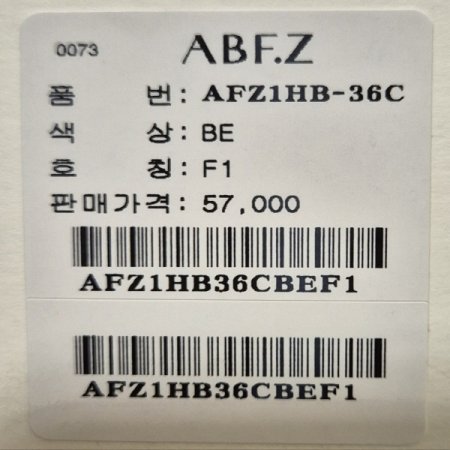 0073 ABF.Z
품 번: AFZ1HB-36C
색 상: BE
호 칭: F1
판매가격: 57,000
AFZ1HB36CBEF1
AFZ1HB36CBEF1